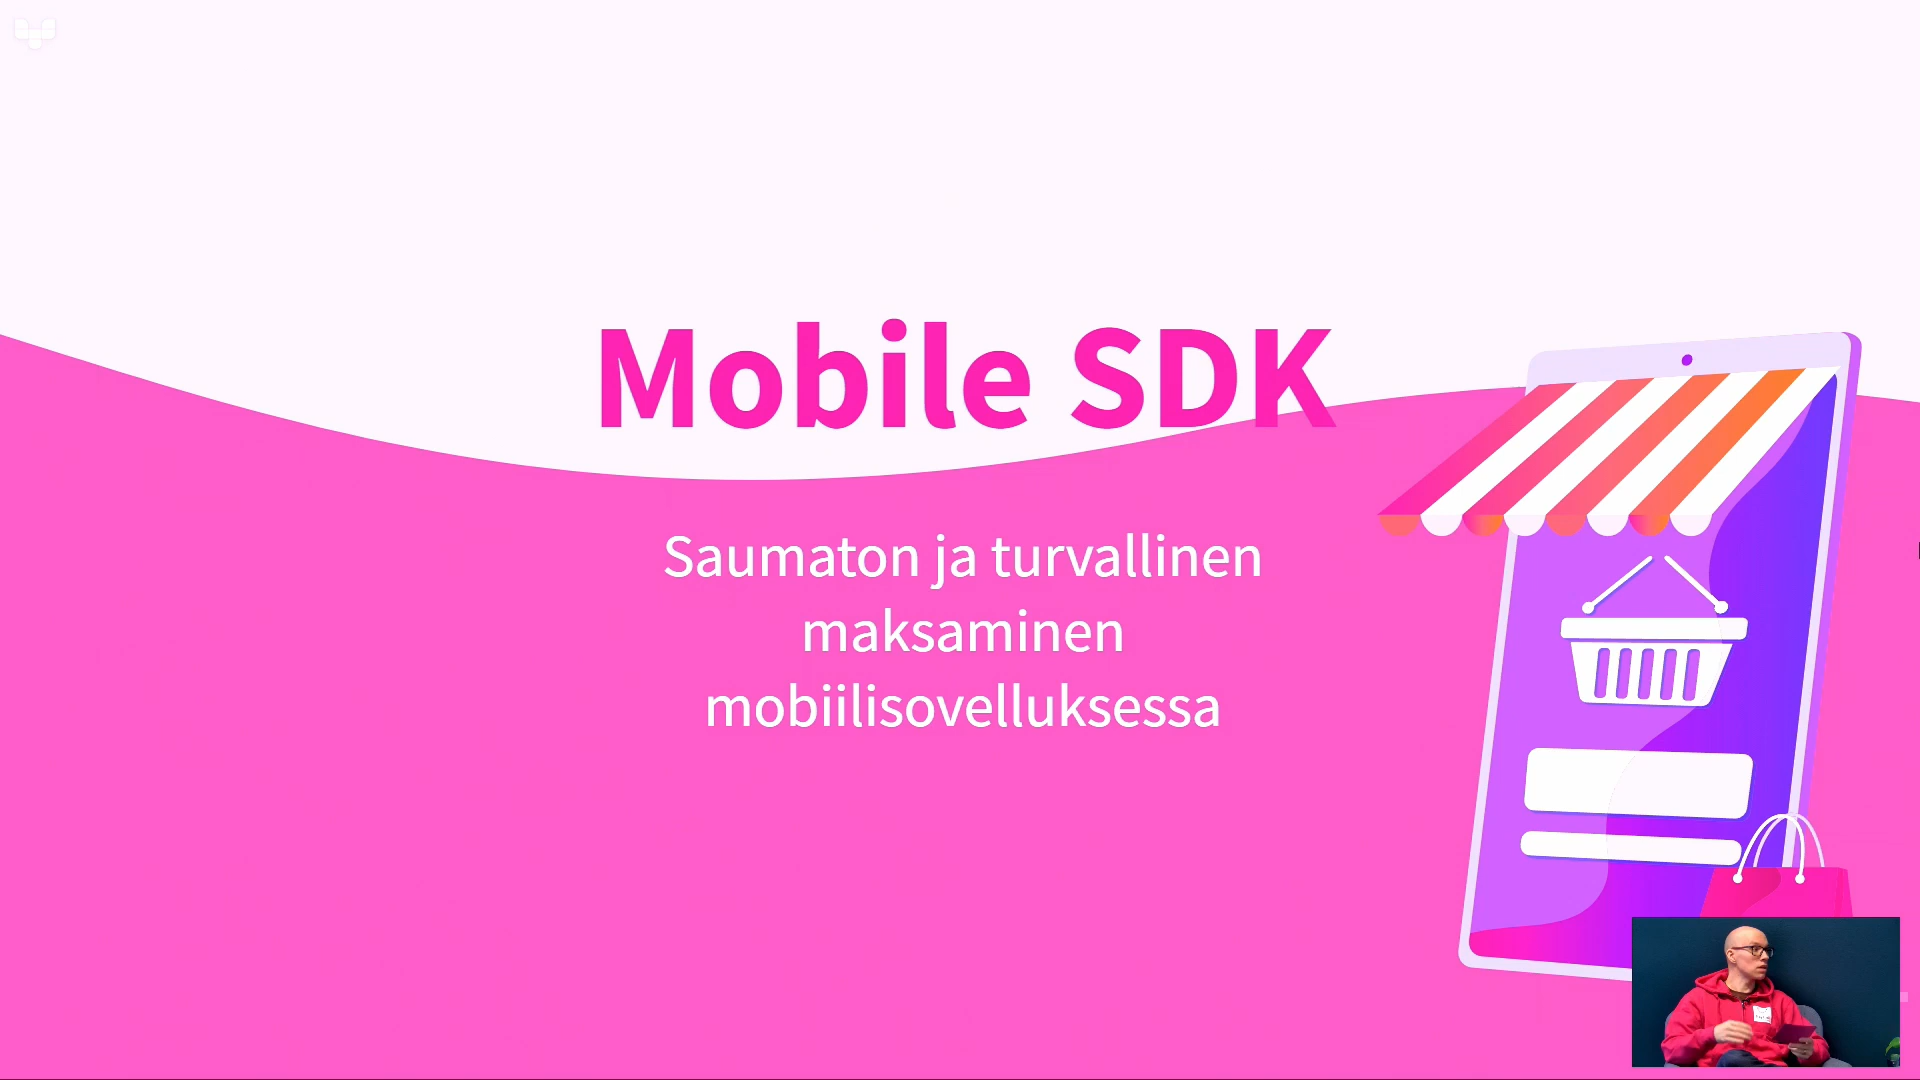 Mobile SDK
Saumaton ja turvallinen
maksaminen
mobiilisovelluksessa